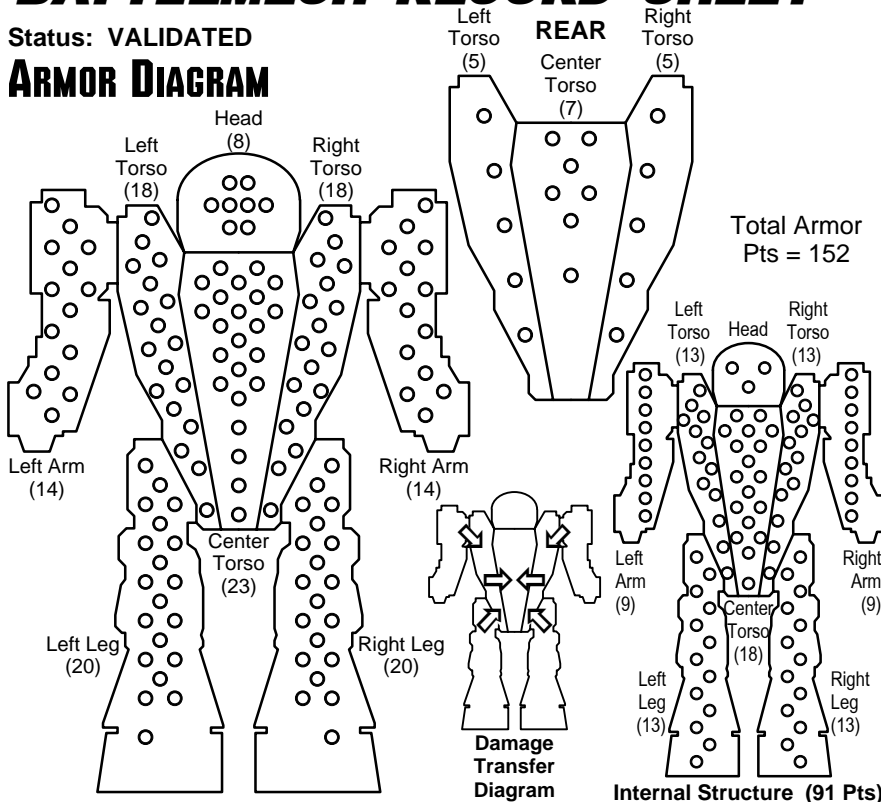 BATTLEMECH RECORD SHEET
Status: VALIDATED
ARMOR DIAGRAM
Head
(8)
Left
Torso
(18)
Right
Torso
(18)
Left Arm
(14)
Right Arm
(14)
Center
Torso
(23)
Left Leg
(20)
Right Leg
(20)
REAR
Left
Torso
(5)
Center
Torso
(7)
Right
Torso
(5)
Total Armor
Pts = 152
Damage
Transfer
Diagram
Left
Torso
(13)
Head
Right
Torso
(13)
Left
Arm
(9)
Right
Arm
(9)
Center
Torso
(18)
Left
Leg
(13)
Right
Leg
(13)
Internal Structure (91 Pts)